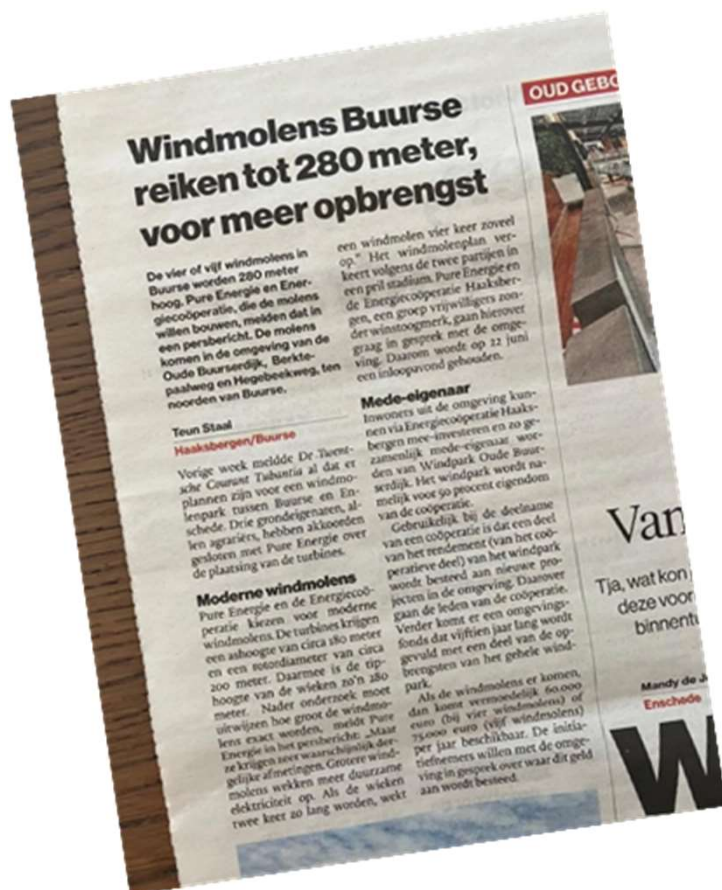 Windmolens Buurse
reiken tot 280 meter,
voor meer opbrengst
De vier of vijf windmolens in
Buurse worden 280 meter
hoog. Pure Energie en Ener-
giecoöperatie, die de molens
willen bouwen, melden dat in
een persbericht. De molens
komen in de omgeving van de
Oude Buurserdijk, Berkte-
paalweg en Hegebeekweg, ten
noorden van Buurse.
Teun Staal
Haaksbergen/Buurse
Vorige week meldde De Twent-
sche Courant Tubantia al dat er
plannen zijn voor een windmo-
lenpark tussen Buurse en En-
schede. Drie grondeigenaren, al-
len agrariërs, hebben akkoorden
gesloten met Pure Energie over
de plaatsing van de turbines.
Moderne windmolens
Pure Energie en de Energiecoö-
peratie kiezen voor moderne
windmolens. De turbines krijgen
een ashoogte van circa 180 meter
en een rotordiameter van circa
200 meter. Daarmee is de tip-
hoogte van de wieken zo'n 280
meter. Nader onderzoek moet
uitwijzen hoe groot de windmo-
lens exact worden, meldt Pure
Energie in het persbericht: „Maar
ze krijgen zeer waarschijnlijk der-
gelijke afmetingen. Grotere wind-
molens wekken meer duurzame
elektriciteit op. Als de wieken
twee keer zo lang worden, wekt
een windmolen vier keer zoveel
op." Het windmolenplan ver-
keert volgens de twee partijen in
een pril stadium. Pure Energie en
de Energiecoöperatie Haaksber-
gen, een groep vrijwilligers zon-
der winstoogmerk, gaan hierover
graag in gesprek met de omge-
ving. Daarom wordt op 22 juni
een inloopavond gehouden.
Mede-eigenaar
Inwoners uit de omgeving kun-
nen via Energiecoöperatie Haaks-
bergen mee-investeren en zo ge-
zamenlijk mede-eigenaar wor-
den van Windpark Oude Buur-
serdijk. Het windpark wordt na-
melijk voor 50 procent eigendom
van de coöperatie.
Gebruikelijk bij de deelname
van een coöperatie is dat een deel
van het rendement (van het coö-
peratieve deel) van het windpark
wordt besteed aan nieuwe pro-
jecten in de omgeving. Daarover
gaan de leden van de coöperatie.
Verder komt er een omgevings-
fonds dat vijftien jaar lang wordt
gevuld met een deel van de op-
brengsten van het gehele wind-
park.
Als de windmolens er komen,
dan komt vermoedelijk 60.000
euro (bij vier windmolens) of
75.000 euro (vijf windmolens)
per jaar beschikbaar. De initia-
tiefnemers willen met de omge-
ving in gesprek over waar dit geld
aan wordt besteed.
OUD GEBO
Van
Tja, wat kon
deze voor
binnent
Mandy de J
Enschede
W